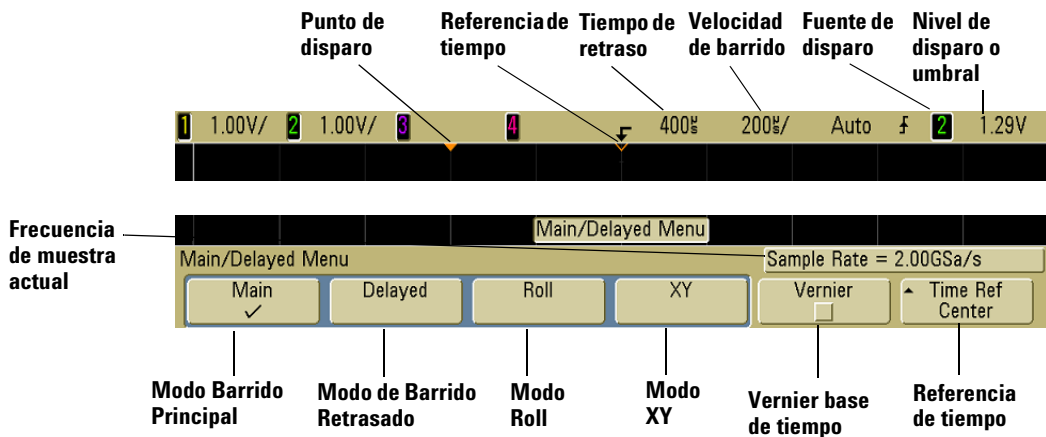 Punto de
disparo
Referencia de
tiempo
Tiempo de
retraso
Velocidad
de barrido
Fuente de
disparo
Nivel de
disparo o
umbral
1 1.00V/ 2 1.00V/ 3 4 400µs 200µs/ Auto 2 1.29V
Frecuencia
de muestra
actual
Main/Delayed Menu
Main/Delayed Menu Sample Rate = 2.00GSa/s
Main Delayed Roll XY Vernier Time Ref
Center
Modo Barrido
Principal
Modo de Barrido
Retrasado
Modo
Roll
Modo
XY
Vernier base
de tiempo
Referencia
de tiempo